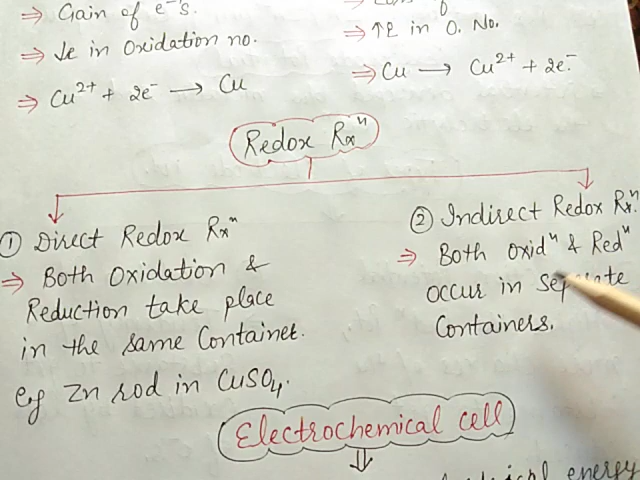 ⇒ Gain of e⁻s.
⇒ ↓e in Oxidation no.
⇒ ↑e in O. No.
⇒ Cu²⁺ + 2e⁻ → Cu
⇒ Cu → Cu²⁺ + 2e⁻
Redox Rxⁿ
① Direct Redox Rxⁿ
⇒ Both Oxidation &
Reduction take place
in the same Container.
e.g Zn rod in CuSO₄.
② Indirect Redox Rxⁿ.
⇒ Both Oxidⁿ & Redⁿ
occur in Separate
Containers.
Electrochemical cell
⇓
energy